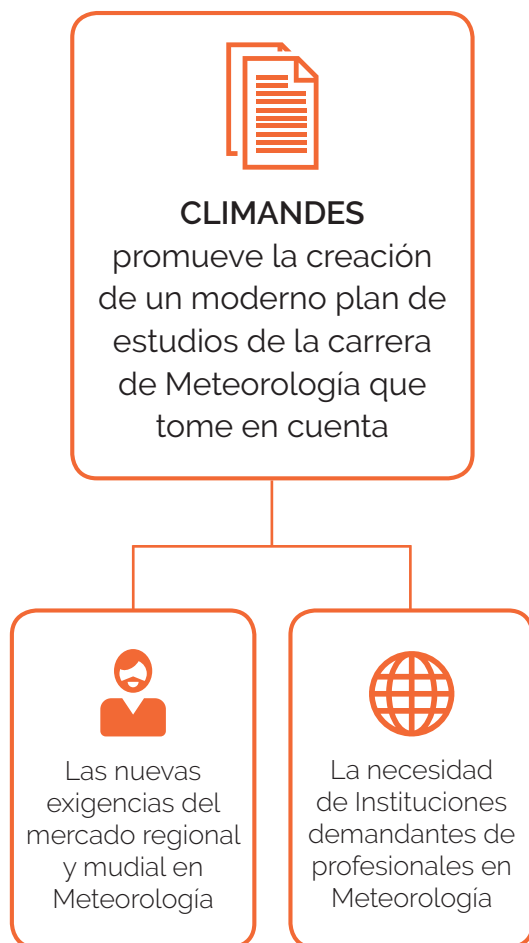 CLIMANDES
promueve la creación
de un moderno plan de
estudios de la carrera
de Meteorología que
tome en cuenta
Las nuevas
exigencias del
mercado regional
y mudial en
Meteorología
La necesidad
de Instituciones
demandantes de
profesionales en
Meteorología